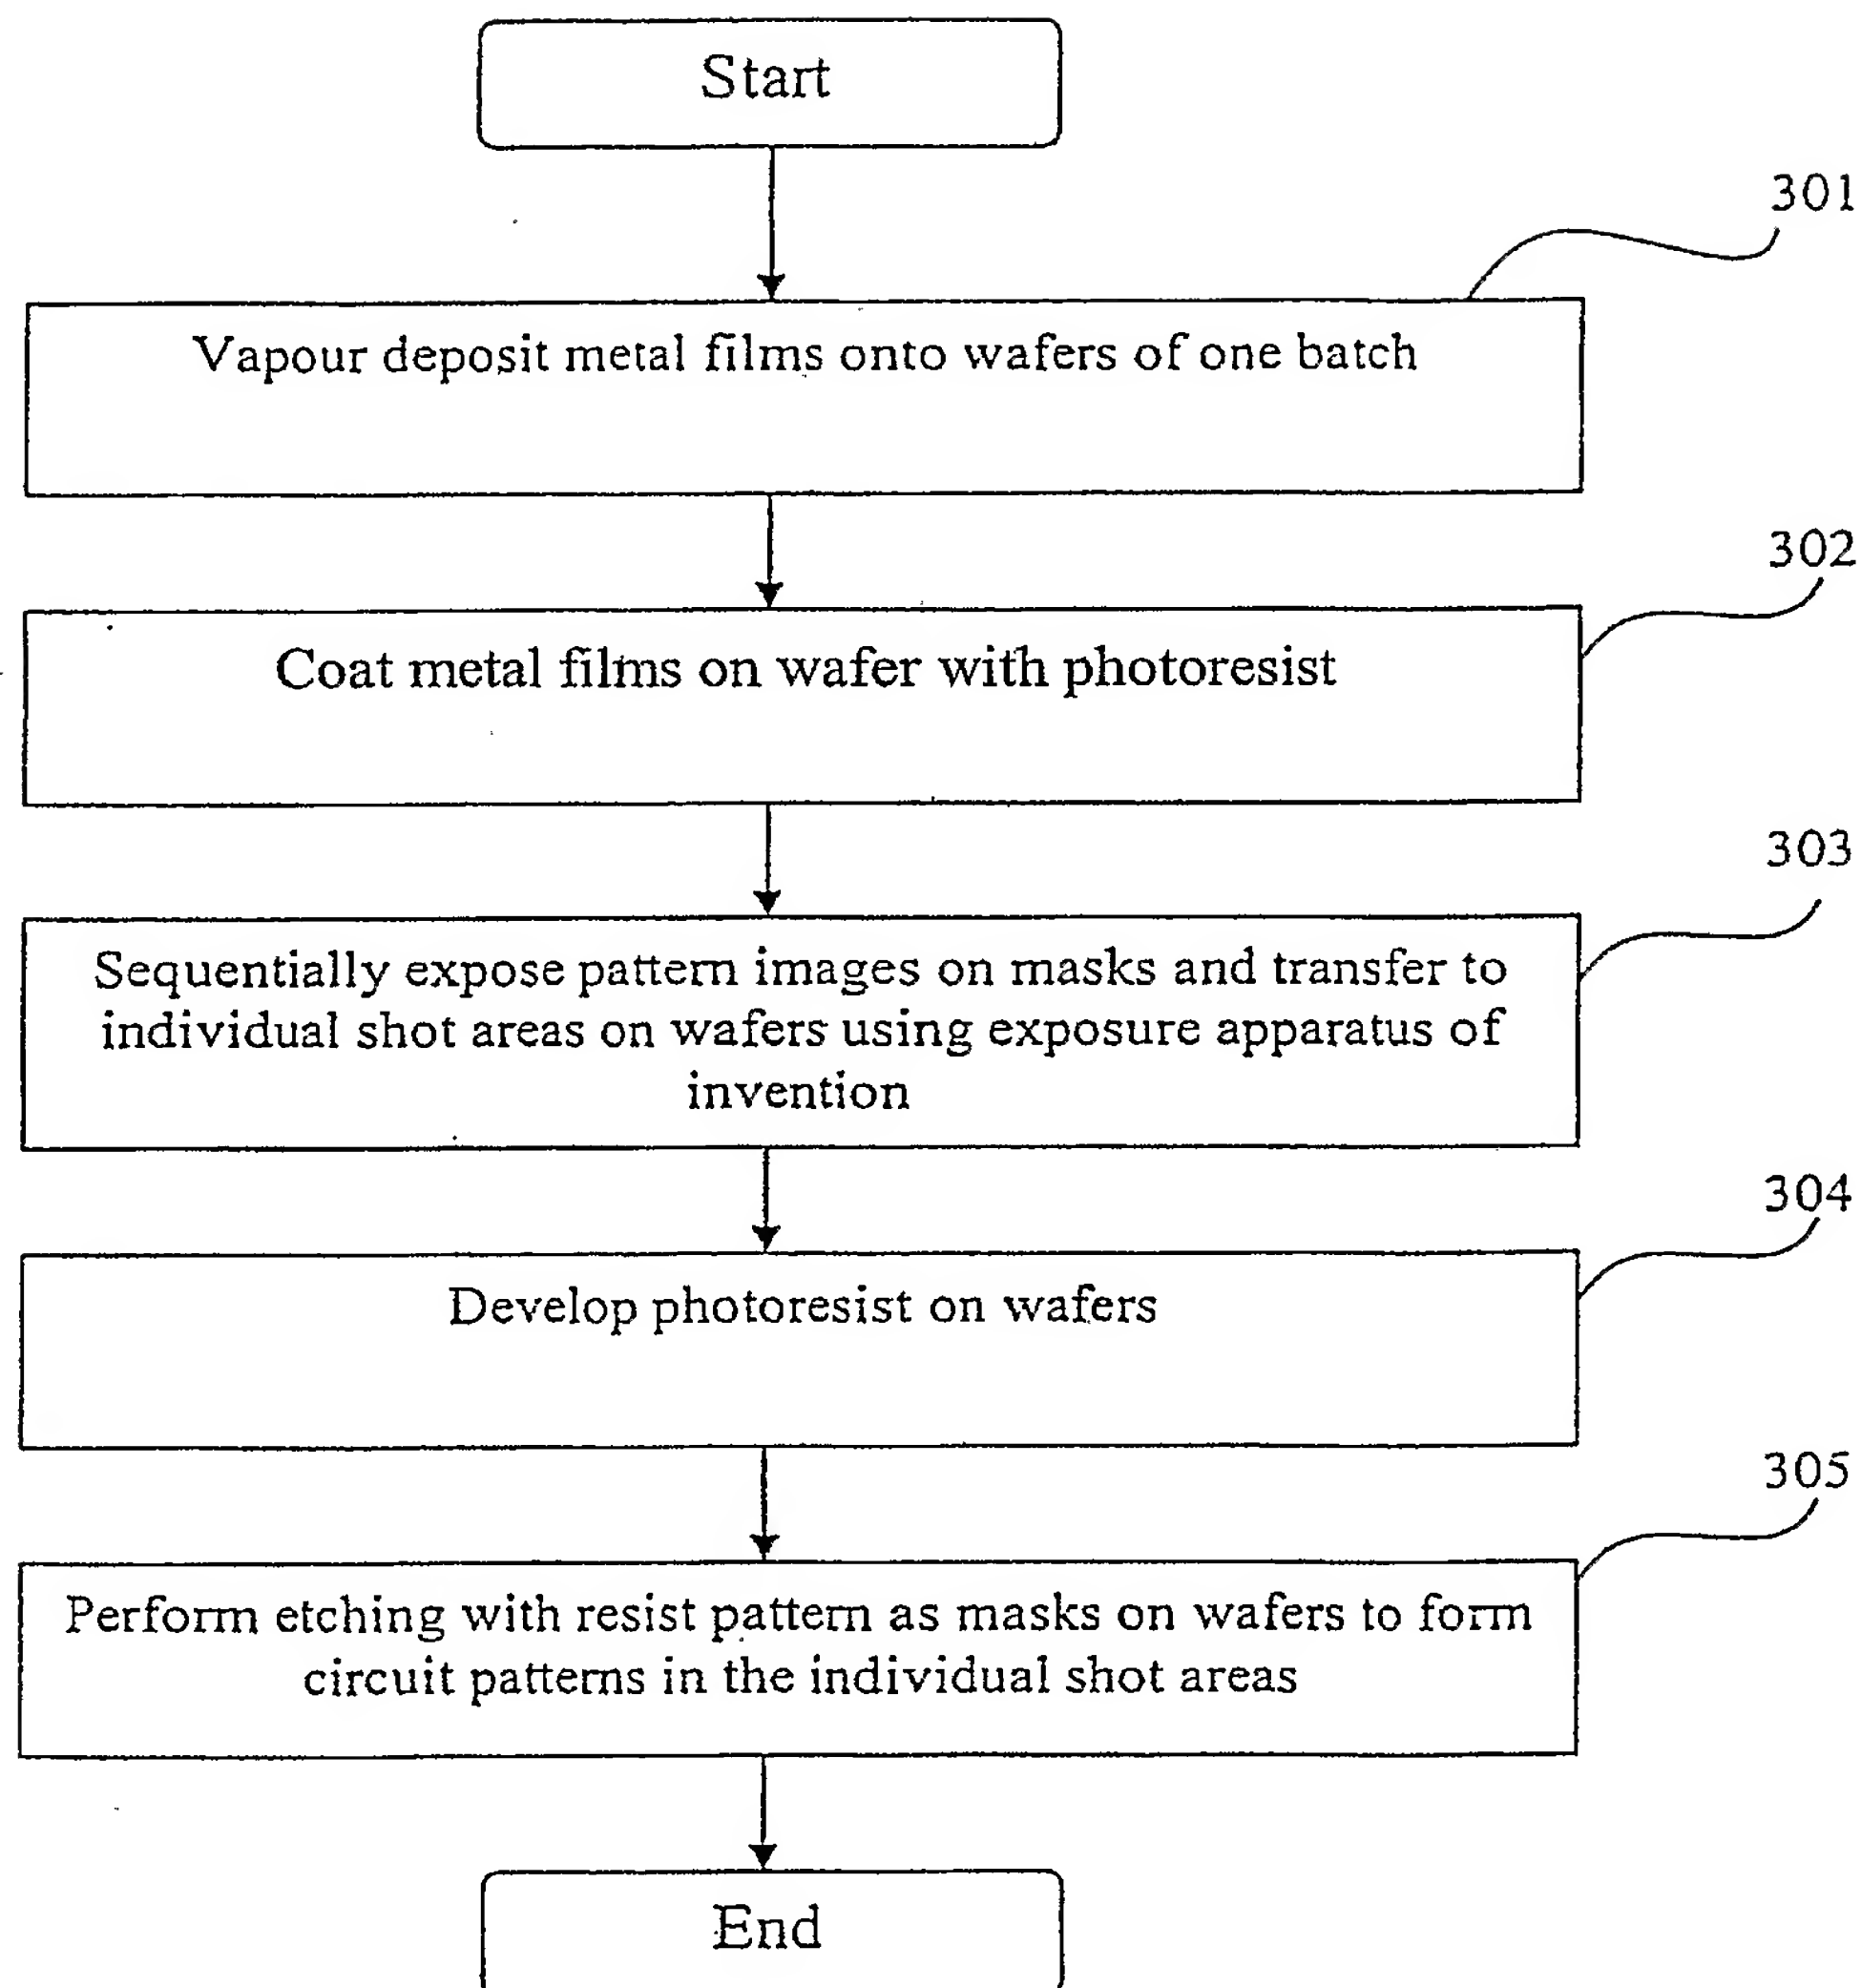 Start
301
Vapour deposit metal films onto wafers of one batch
302
Coat metal films on wafer with photoresist
303
Sequentially expose pattern images on masks and transfer to
individual shot areas on wafers using exposure apparatus of
invention
304
Develop photoresist on wafers
305
Perform etching with resist pattern as masks on wafers to form
circuit patterns in the individual shot areas
End